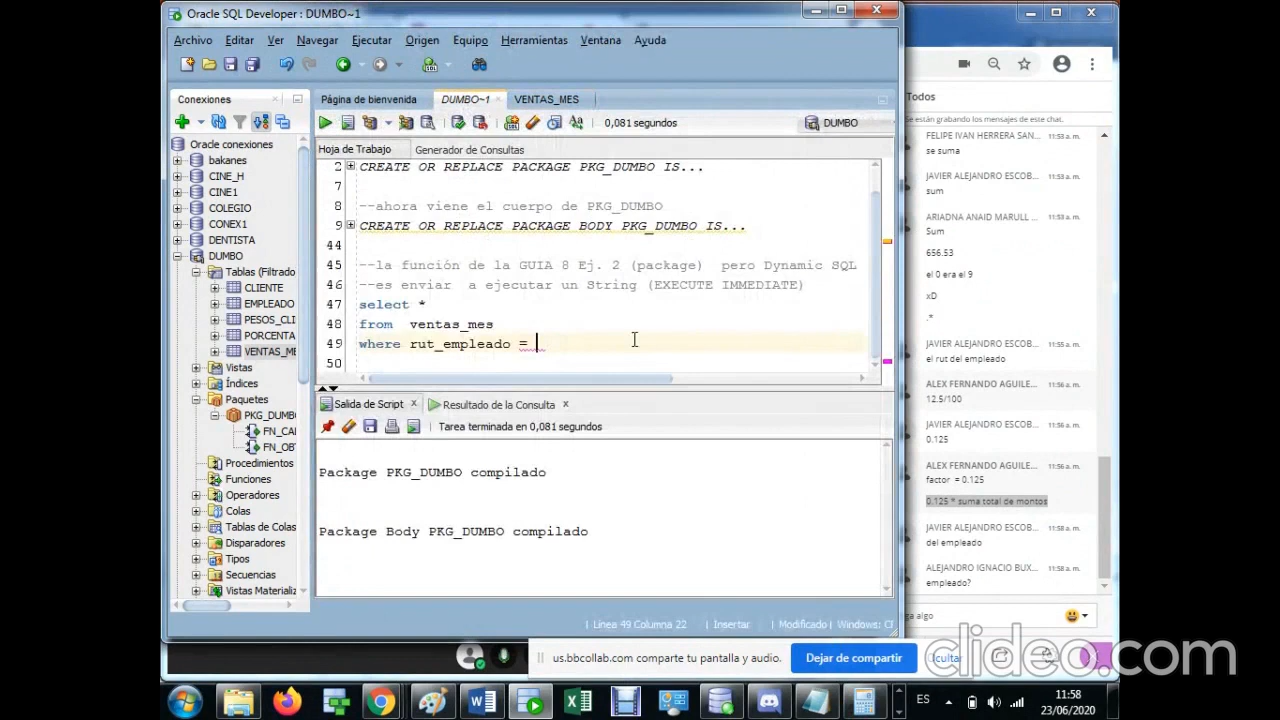 Oracle SQL Developer : DUMBO~1
Archivo Editar Ver Navegar Ejecutar Origen Equipo Herramientas Ventana Ayuda
Conexiones
Página de bienvenida DUMBO~1 VENTAS_MES
0,081 segundos DUMBO
Hoja de Trabajo Generador de Consultas
Oracle conexiones
bakanes
CINE_H
CINE1
COLEGIO
CONEX1
DENTISTA
DUMBO
Tablas (Filtrado
CLIENTE
EMPLEADO
PESOS_CLI
PORCENTA
VENTAS_ME
Vistas
Índices
Paquetes
PKG_DUMBO
FN_CAL
FN_OBT
Procedimientos
Funciones
Operadores
Colas
Tablas de Colas
Disparadores
Tipos
Secuencias
Vistas Materializ
2 CREATE OR REPLACE PACKAGE PKG_DUMBO IS...
7
8 --ahora viene el cuerpo de PKG_DUMBO
9 CREATE OR REPLACE PACKAGE BODY PKG_DUMBO IS...
44
45 --la función de la GUIA 8 Ej. 2 (package) pero Dynamic SQL
46 --es enviar a ejecutar un String (EXECUTE IMMEDIATE)
47 select *
48 from ventas_mes
49 where rut_empleado =
50
Salida de Script Resultado de la Consulta
Tarea terminada en 0,081 segundos
Package PKG_DUMBO compilado
Package Body PKG_DUMBO compilado
Línea 49 Columna 22 Insertar Modificado Windows: CF
Todos
Se están grabando los mensajes de este chat.
FELIPE IVAN HERRERA SAN... 11:53 a. m.
se suma
JAVIER ALEJANDRO ESCOB... 11:53 a. m.
sum
ARIADNA ANAID MARULL ... 11:53 a. m.
Sum
656.53
el 0 era el 9
xD
.*
JAVIER ALEJANDRO ESCOB... 11:55 a. m.
el rut del empleado
ALEX FERNANDO AGUILE... 11:56 a. m.
12.5/100
JAVIER ALEJANDRO ESCOB... 11:56 a. m.
0.125
ALEX FERNANDO AGUILE... 11:56 a. m.
factor = 0.125
0.125 * suma total de montos
JAVIER ALEJANDRO ESCOB... 11:58 a. m.
del empleado
ALEJANDRO IGNACIO BUX... 11:58 a. m.
empleado?
ga algo
us.bbcollab.com comparte tu pantalla y audio. Dejar de compartir Ocultar
clideo.com
ES 11:58
23/06/2020